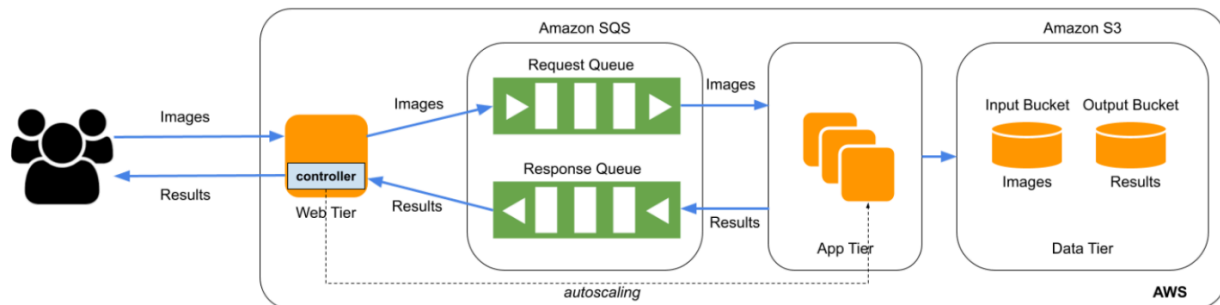 Amazon SQS
Amazon S3
Request Queue
Images
Images
Images
Input Bucket
Output Bucket
controller
Response Queue
Images
Results
Results
Web Tier
Results
Results
App Tier
Data Tier
autoscaling
AWS